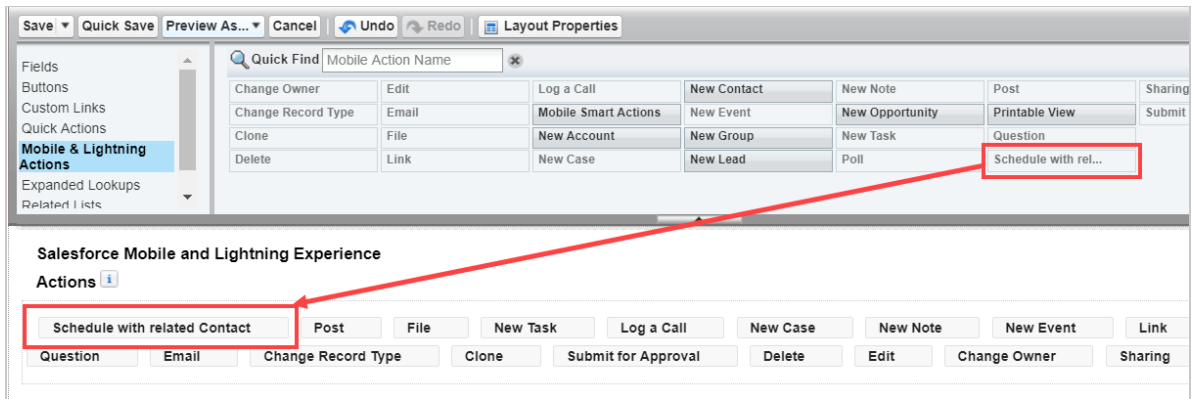 Save Quick Save Preview As... Cancel Undo Redo Layout Properties
Fields
Buttons
Custom Links
Quick Actions
Mobile & Lightning
Actions
Expanded Lookups
Related Lists
Quick Find Mobile Action Name
Change Owner Edit Log a Call New Contact New Note Post Sharing
Change Record Type Email Mobile Smart Actions New Event New Opportunity Printable View Submit
Clone File New Account New Group New Task Question
Delete Link New Case New Lead Poll Schedule with rel...
Salesforce Mobile and Lightning Experience
Actions i
Schedule with related Contact Post File New Task Log a Call New Case New Note New Event Link
Question Email Change Record Type Clone Submit for Approval Delete Edit Change Owner Sharing